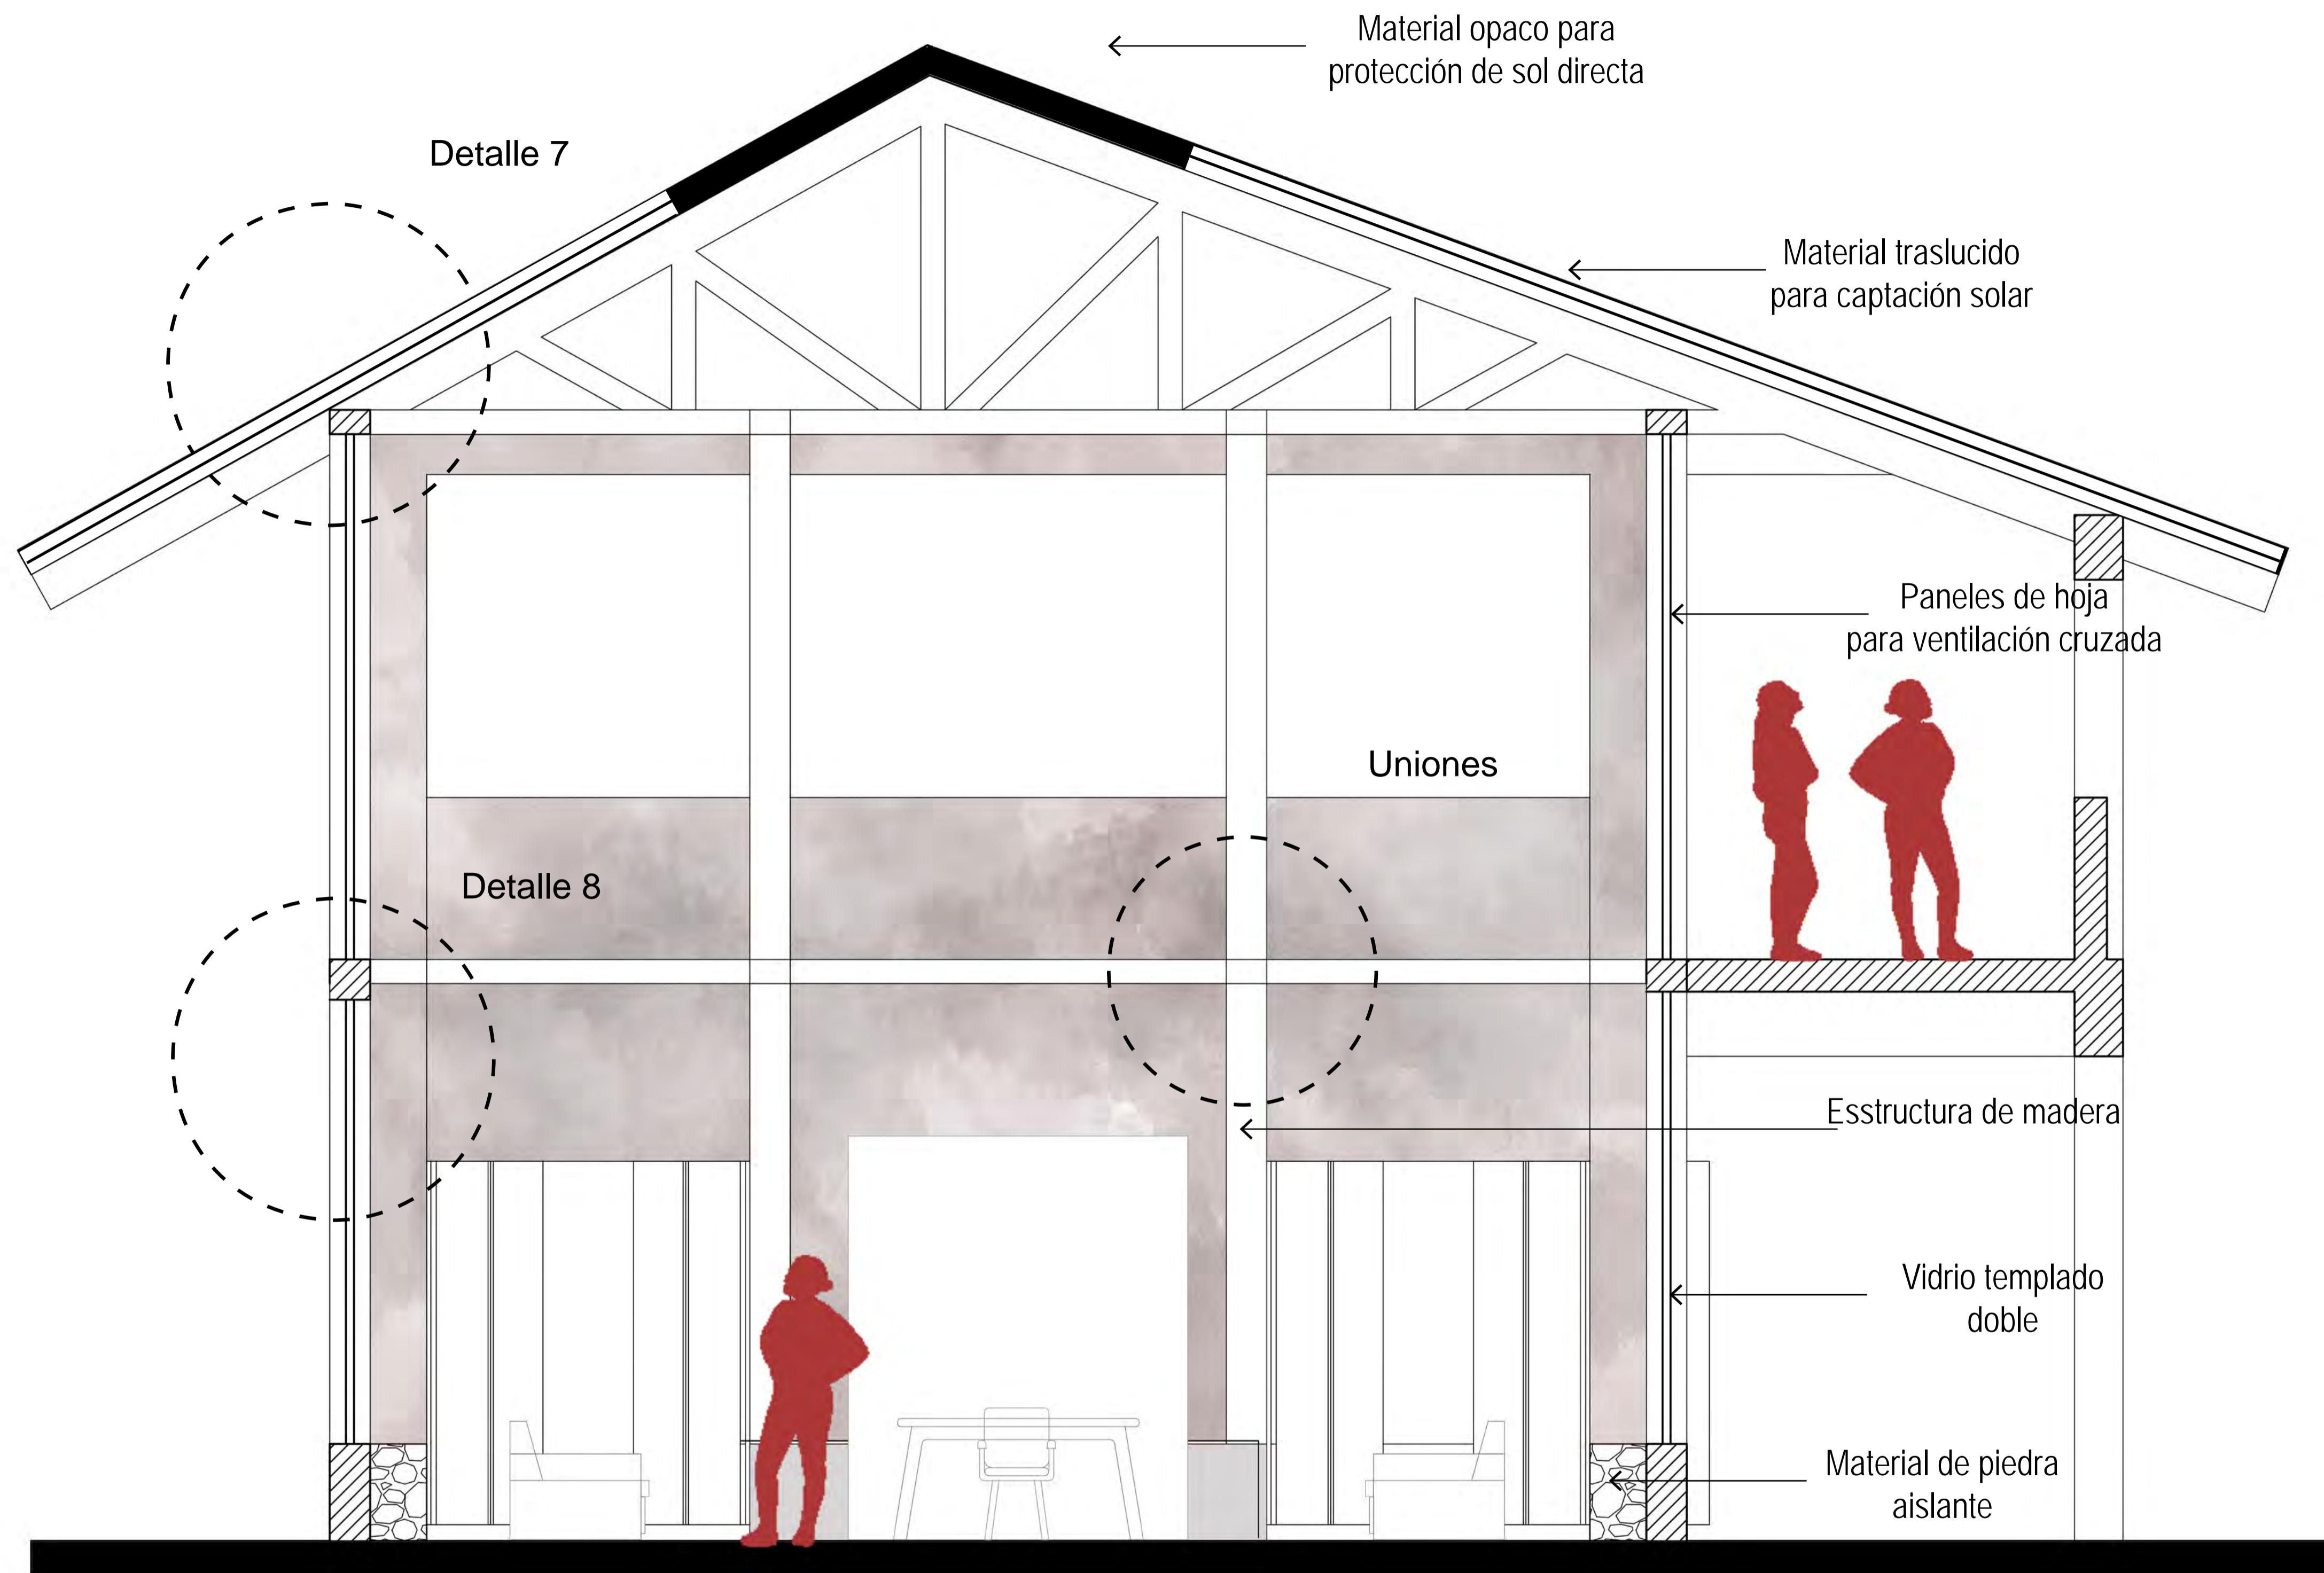 Material opaco para
protección de sol directa
Detalle 7
Material traslucido
para captación solar
Paneles de hoja
para ventilación cruzada
Uniones
Detalle 8
Esstructura de madera
Vidrio templado
doble
Material de piedra
aislante